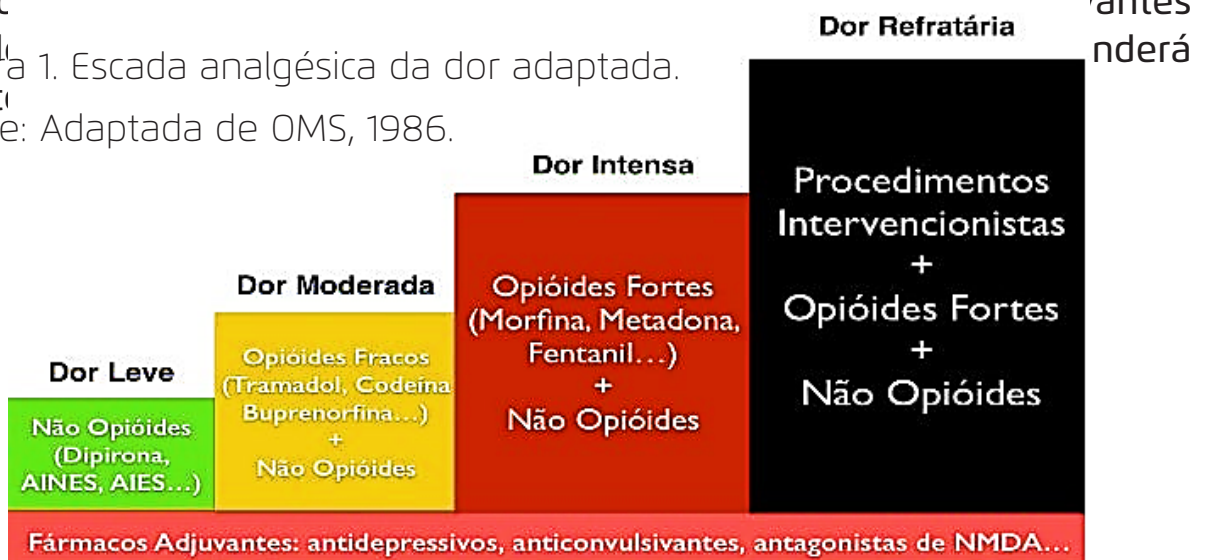 antes
nderá
a 1. Escada analgésica da dor adaptada.
e: Adaptada de OMS, 1986.
Dor Leve
Não Opióides
(Dipirona,
AINES, AIES...)
Dor Moderada
Opióides Fracos
(Tramadol, Codeína
Buprenorfina...)
+
Não Opióides
Dor Intensa
Opióides Fortes
(Morfina, Metadona,
Fentanil...)
+
Não Opióides
Dor Refratária
Procedimentos
Intervencionistas
+
Opióides Fortes
+
Não Opióides
Fármacos Adjuvantes: antidepressivos, anticonvulsivantes, antagonistas de NMDA...